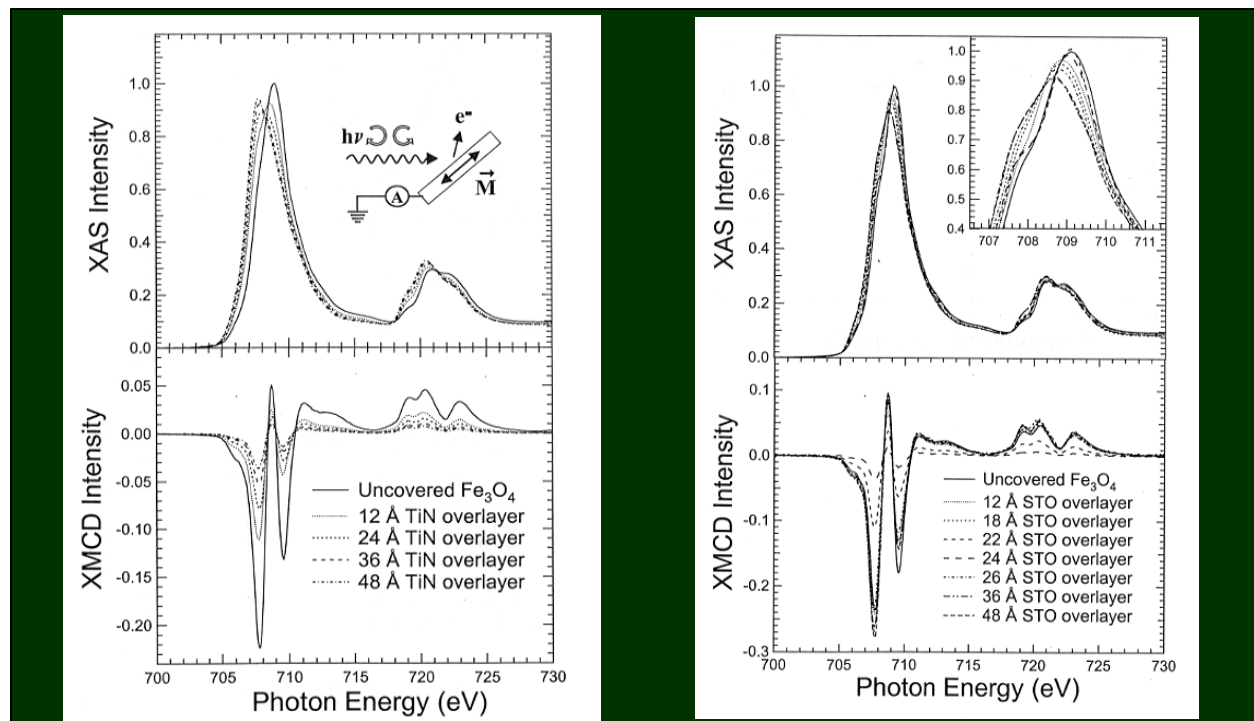 XAS Intensity
1.0
0.8
0.6
0.4
0.2
0.0
hν
e-
A
M
XMCD Intensity
0.05
0.00
-0.05
-0.10
-0.15
-0.20
Uncovered Fe₃O₄
12 Å TiN overlayer
24 Å TiN overlayer
36 Å TiN overlayer
48 Å TiN overlayer
700 705 710 715 720 725 730
Photon Energy (eV)
XAS Intensity
1.0
0.8
0.6
0.4
0.2
0.0
1.0
0.9
0.8
0.7
0.6
0.5
0.4
707 708 709 710 711
XMCD Intensity
0.1
0.0
-0.1
-0.2
-0.3
Uncovered Fe₃O₄
12 Å STO overlayer
18 Å STO overlayer
22 Å STO overlayer
24 Å STO overlayer
26 Å STO overlayer
36 Å STO overlayer
48 Å STO overlayer
700 705 710 715 720 725 730
Photon Energy (eV)